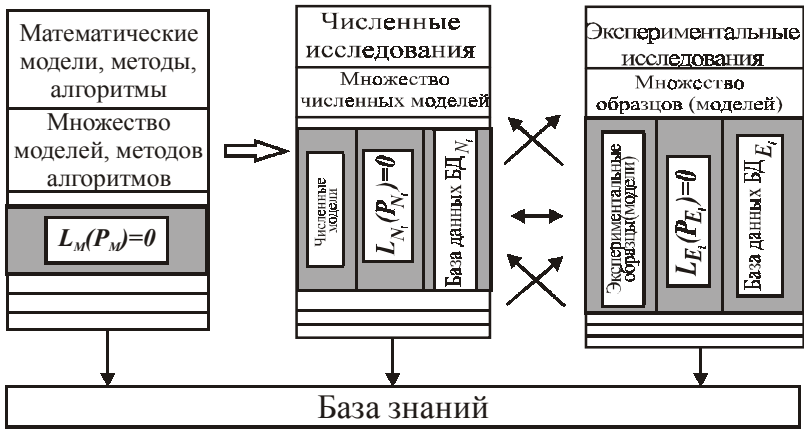 Математические
модели, методы,
алгоритмы
Множество
моделей, методов
алгоритмов
L_M(P_M)=0
Численные
исследования
Множество
численных моделей
Численные
модели
L_{N_i}(P_{N_i})=0
База данных БД_{N_i}
Экспериментальные
исследования
Множество
образцов (моделей)
Экспериментальные
образцы(модели)
L_{E_i}(P_{E_i})=0
База данных БД_{E_i}
База знаний